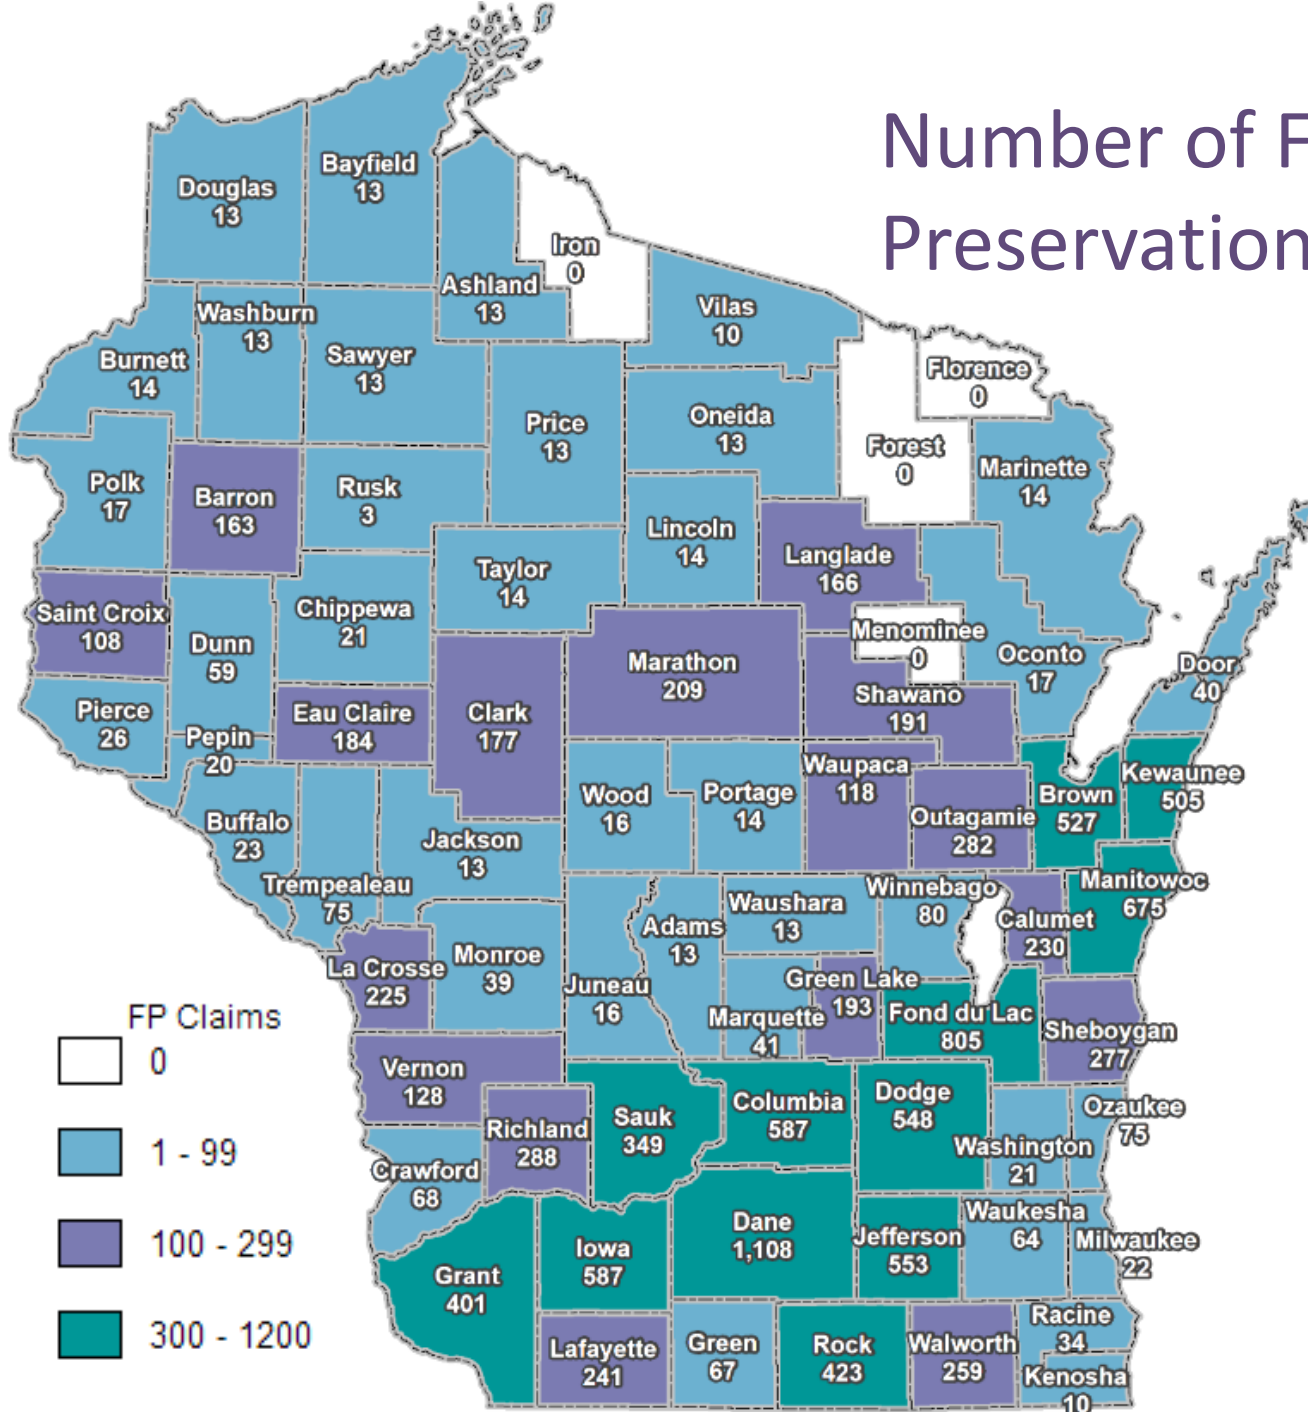 Number of F
Preservation
Douglas
13
Bayfield
13
Iron
0
Ashland
13
Vilas
10
Washburn
13
Burnett
14
Sawyer
13
Florence
0
Price
13
Oneida
13
Forest
0
Marinette
14
Polk
17
Barron
163
Rusk
3
Lincoln
14
Langlade
166
Taylor
14
Saint Croix
108
Dunn
59
Chippewa
21
Menominee
0
Marathon
209
Oconto
17
Door
40
Shawano
191
Pierce
26
Pepin
20
Eau Claire
184
Clark
177
Waupaca
118
Wood
16
Portage
14
Outagamie
282
Brown
527
Kewaunee
505
Buffalo
23
Jackson
13
Trempealeau
75
Waushara
13
Winnebago
80
Manitowoc
675
Adams
13
Calumet
230
La Crosse
225
Monroe
39
Juneau
16
Green Lake
193
Marquette
41
Fond du Lac
805
Sheboygan
277
Vernon
128
Richland
288
Sauk
349
Columbia
587
Dodge
548
Ozaukee
75
Washington
21
Crawford
68
Grant
401
Iowa
587
Dane
1,108
Jefferson
553
Waukesha
64
Milwaukee
22
Lafayette
241
Green
67
Rock
423
Walworth
259
Racine
34
Kenosha
10
FP Claims
0
1 - 99
100 - 299
300 - 1200